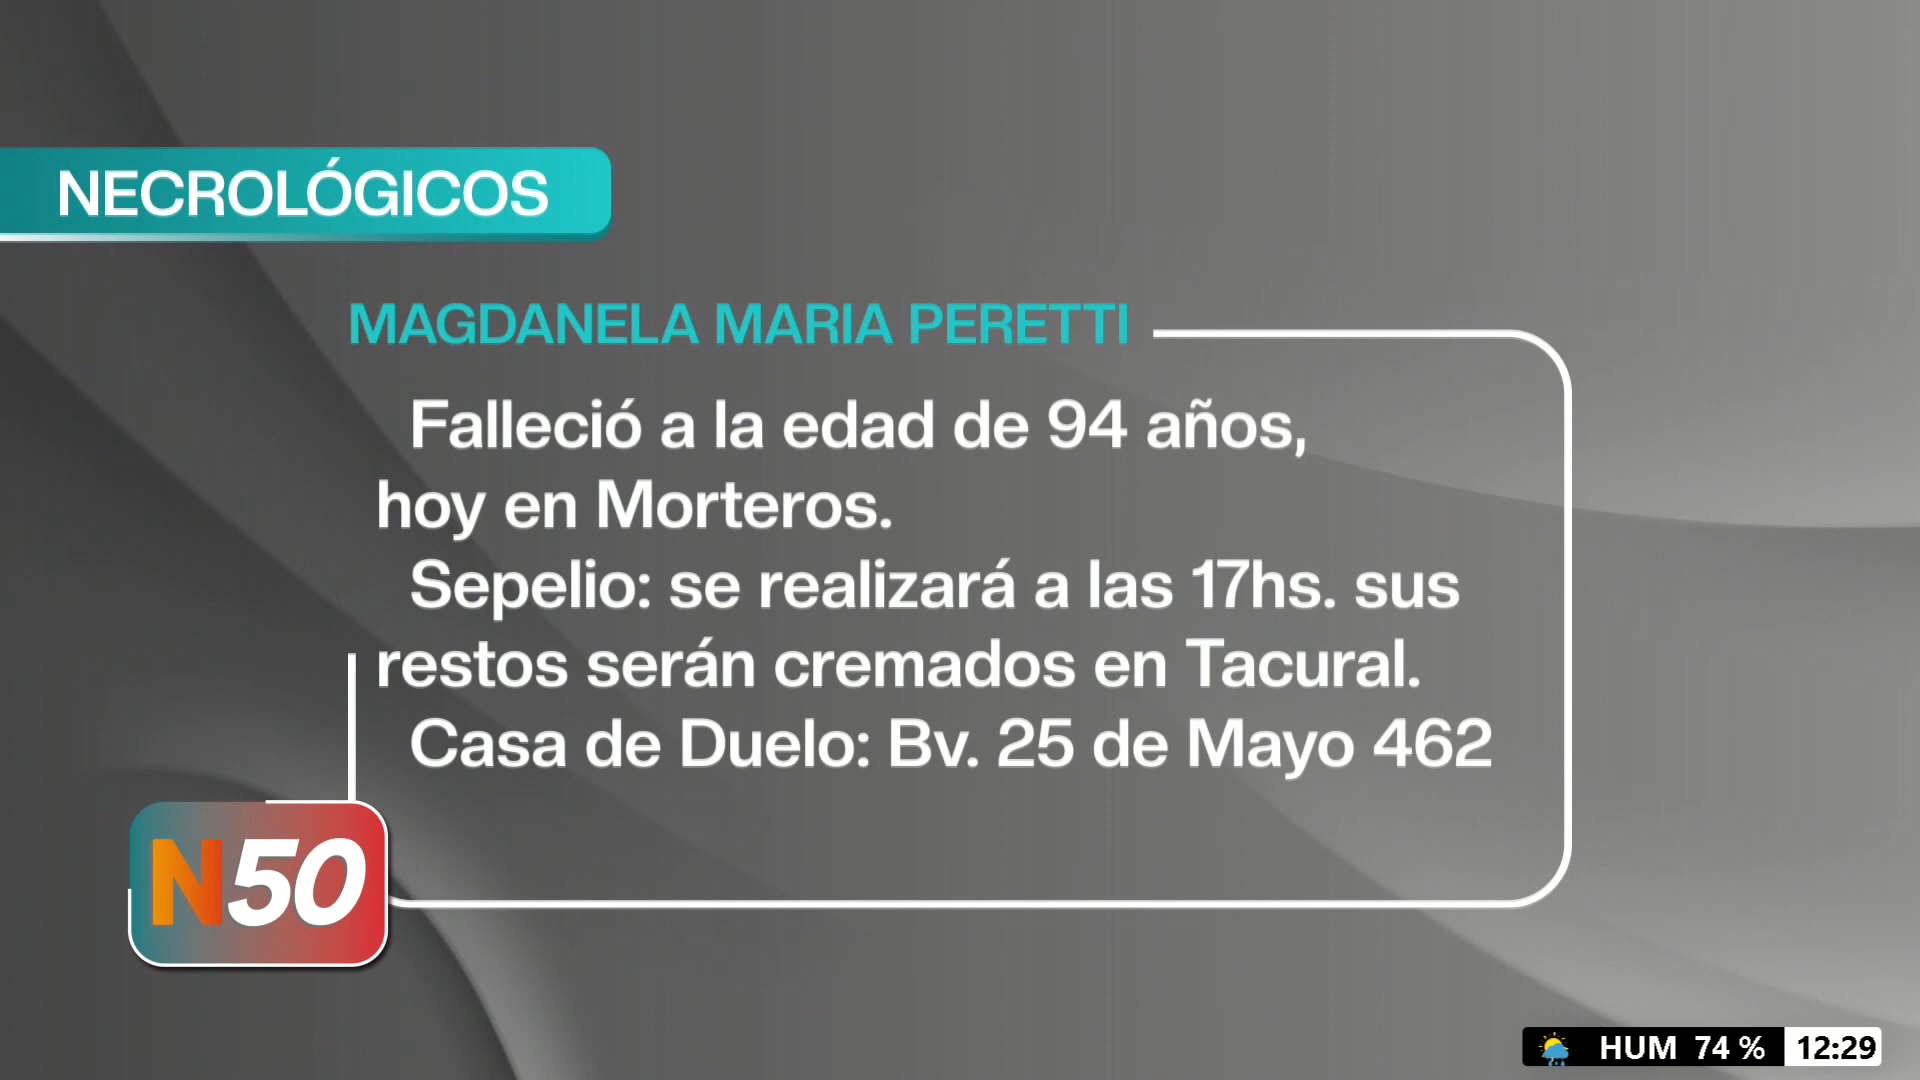 NECROLÓGICOS
MAGDANELA MARIA PERETTI
Falleció a la edad de 94 años,
hoy en Morteros.
Sepelio: se realizará a las 17hs. sus
restos serán cremados en Tacural.
Casa de Duelo: Bv. 25 de Mayo 462
N50
HUM 74 % 12:29